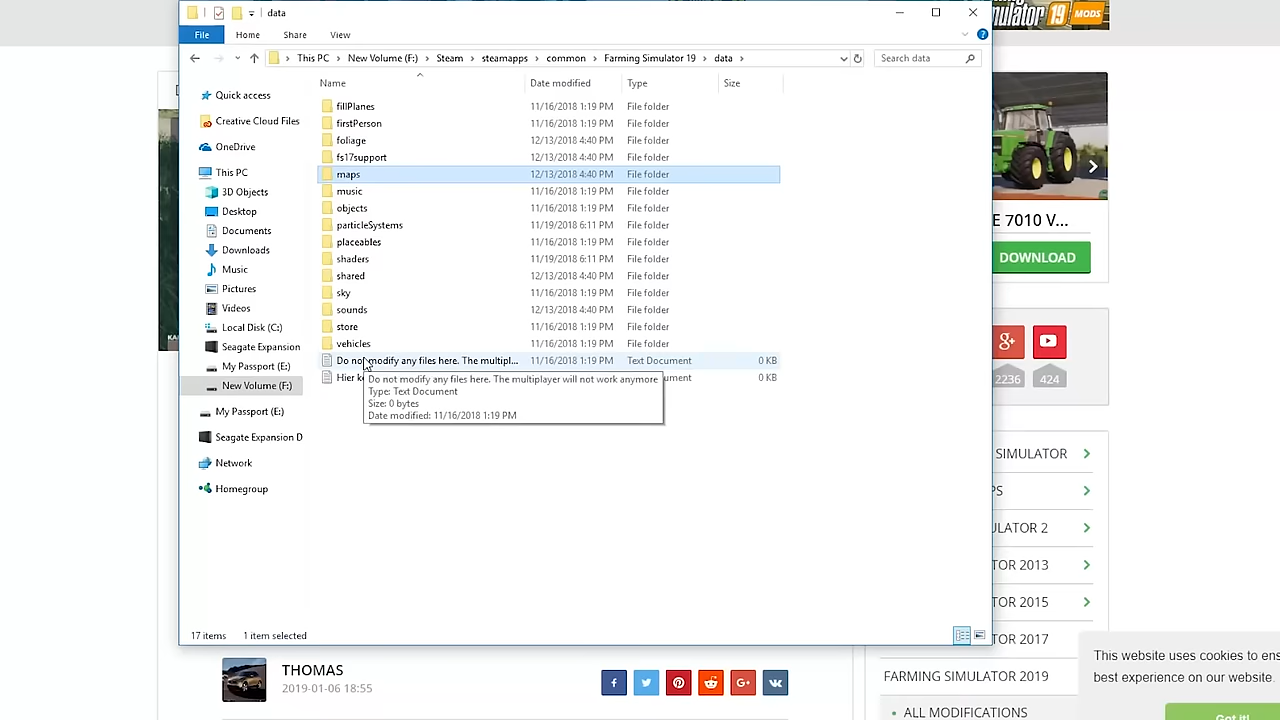 data
File Home Share View
This PC New Volume (F:) Steam steamapps common Farming Simulator 19 data
Search data
Name Date modified Type Size
Quick access
Creative Cloud Files
OneDrive
This PC
3D Objects
Desktop
Documents
Downloads
Music
Pictures
Videos
Local Disk (C:)
Seagate Expansion
My Passport (E:)
New Volume (F:)
My Passport (E:)
Seagate Expansion D
Network
Homegroup
fillPlanes 11/16/2018 1:19 PM File folder
firstPerson 11/16/2018 1:19 PM File folder
foliage 12/13/2018 4:40 PM File folder
fs17support 12/13/2018 4:40 PM File folder
maps 12/13/2018 4:40 PM File folder
music 11/16/2018 1:19 PM File folder
objects 11/16/2018 1:19 PM File folder
particleSystems 11/19/2018 6:11 PM File folder
placeables 11/16/2018 1:19 PM File folder
shaders 11/19/2018 6:11 PM File folder
shared 12/13/2018 4:40 PM File folder
sky 11/16/2018 1:19 PM File folder
sounds 12/13/2018 4:40 PM File folder
store 11/16/2018 1:19 PM File folder
vehicles 11/16/2018 1:19 PM File folder
Do not modify any files here. The multipl... 11/16/2018 1:19 PM Text Document 0 KB
Hier 0 KB
Do not modify any files here. The multiplayer will not work anymore
Type: Text Document
Size: 0 bytes
Date modified: 11/16/2018 1:19 PM
17 items 1 item selected
19 MODS
E 7010 V...
DOWNLOAD
2236 424
SIMULATOR
PS
ULATOR 2
TOR 2013
TOR 2015
TOR 2017
FARMING SIMULATOR 2019
ALL MODIFICATIONS
THOMAS
2019-01-06 18:55
This website uses cookies to ens
best experience on our website.
Got it!